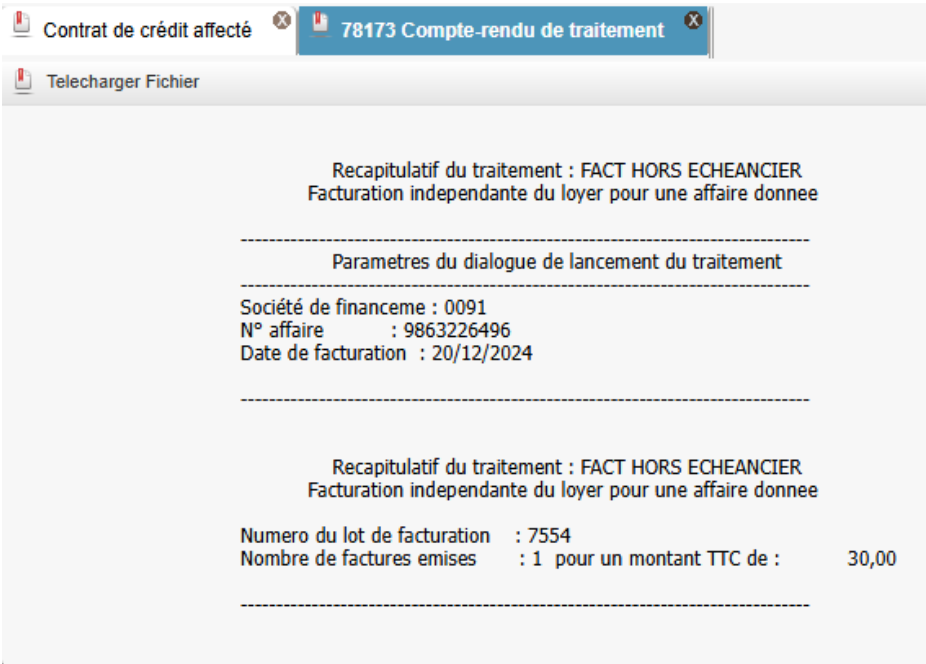 Contrat de crédit affecté
78173 Compte-rendu de traitement
Telecharger Fichier
Recapitulatif du traitement : FACT HORS ECHEANCIER
Facturation independante du loyer pour une affaire donnee
-------------------------------------------------------------------------------
Parametres du dialogue de lancement du traitement
-------------------------------------------------------------------------------
Société de financeme : 0091
N° affaire : 9863226496
Date de facturation : 20/12/2024
-------------------------------------------------------------------------------
Recapitulatif du traitement : FACT HORS ECHEANCIER
Facturation independante du loyer pour une affaire donnee
Numero du lot de facturation : 7554
Nombre de factures emises : 1 pour un montant TTC de : 30,00
-------------------------------------------------------------------------------